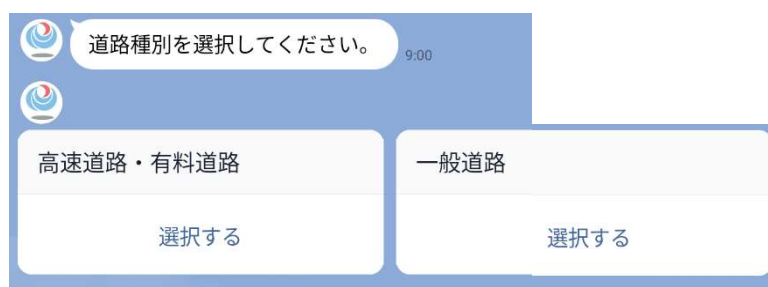 道路種別を選択してください。
9:00
高速道路・有料道路
一般道路
選択する
選択する